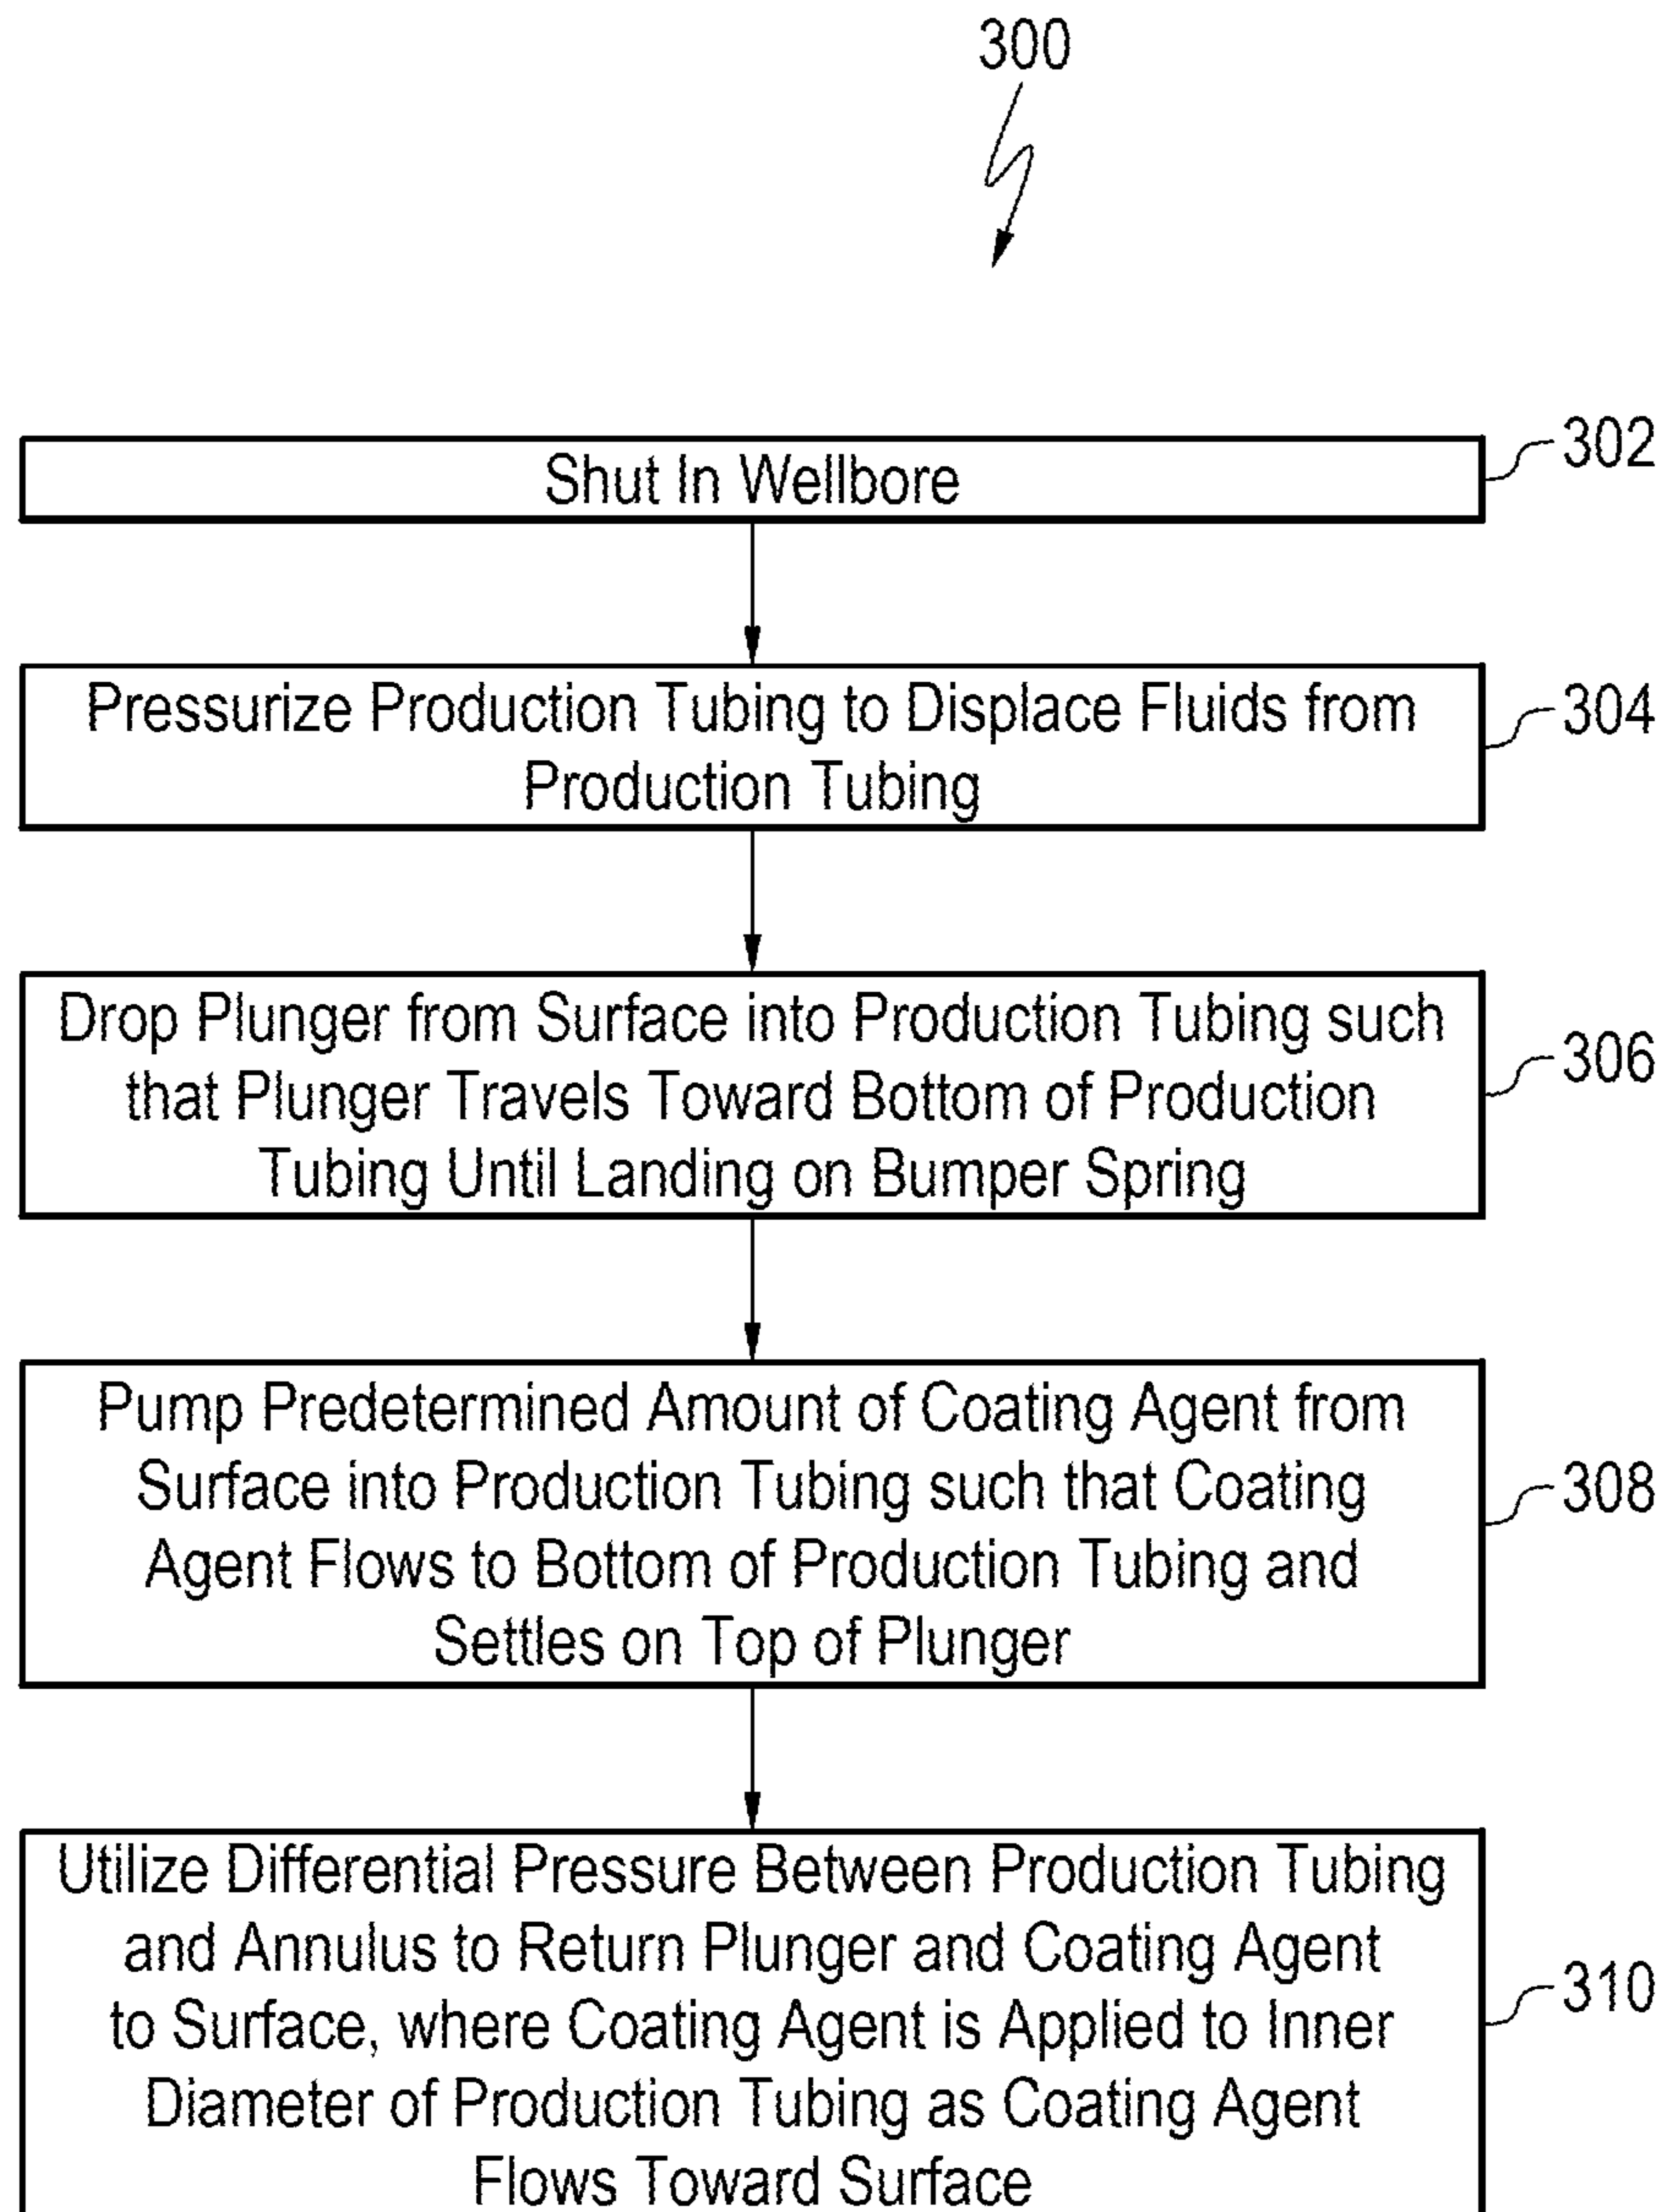 300
Shut In Wellbore
302
Pressurize Production Tubing to Displace Fluids from
Production Tubing
304
Drop Plunger from Surface into Production Tubing such
that Plunger Travels Toward Bottom of Production
Tubing Until Landing on Bumper Spring
306
Pump Predetermined Amount of Coating Agent from
Surface into Production Tubing such that Coating
Agent Flows to Bottom of Production Tubing and
Settles on Top of Plunger
308
Utilize Differential Pressure Between Production Tubing
and Annulus to Return Plunger and Coating Agent
to Surface, where Coating Agent is Applied to Inner
Diameter of Production Tubing as Coating Agent
Flows Toward Surface
310